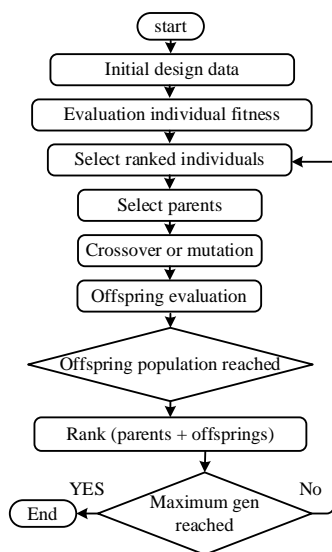 start
Initial design data
Evaluation individual fitness
Select ranked individuals
Select parents
Crossover or mutation
Offspring evaluation
Offspring population reached
Rank (parents + offsprings)
YES
No
Maximum gen
reached
End